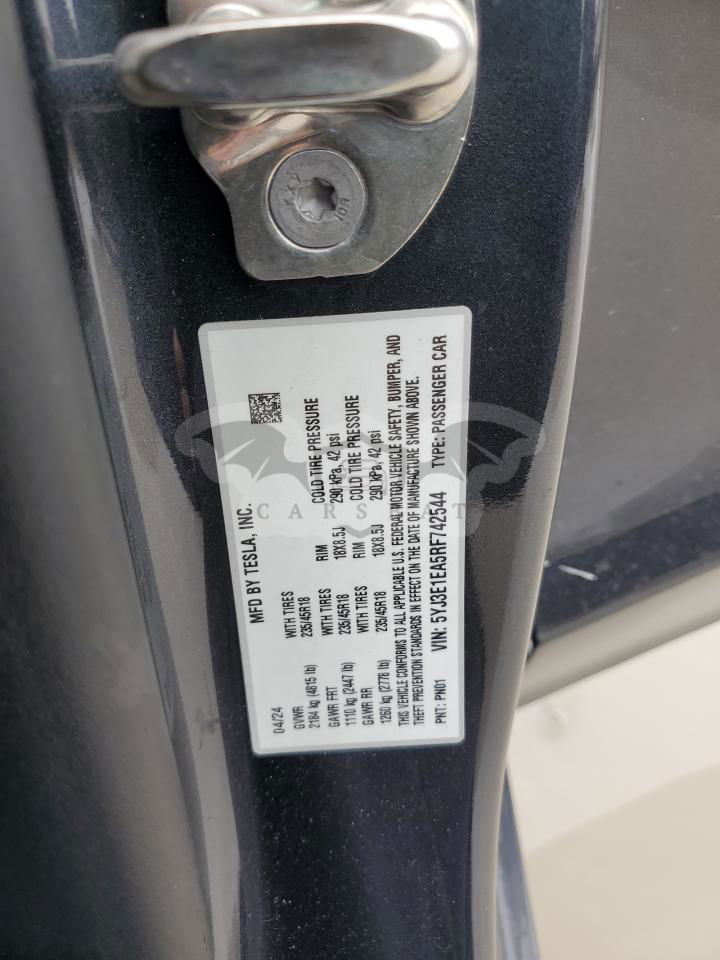 MFD BY TESLA, INC.
04/24
GVWR WITH TIRES RIM COLD TIRE PRESSURE
2184 kg (4815 lb) 235/45R18 18X8.5J 290 kPa, 42 psi
GAWR FRT WITH TIRES RIM COLD TIRE PRESSURE
1110 kg (2447 lb) 235/45R18 18X8.5J 290 kPa, 42 psi
GAWR RR WITH TIRES
1260 kg (2778 lb) 235/45R18
THIS VEHICLE CONFORMS TO ALL APPLICABLE U.S. FEDERAL MOTOR VEHICLE SAFETY, BUMPER, AND
THEFT PREVENTION STANDARDS IN EFFECT ON THE DATE OF MANUFACTURE SHOWN ABOVE.
PNT: PN01 VIN: 5YJ3E1EA5RF742544 TYPE: PASSENGER CAR
CARSBAT